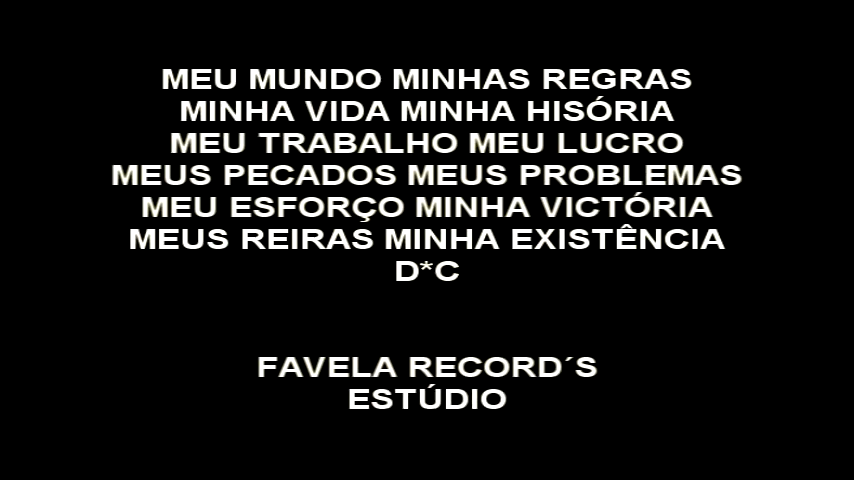 MEU MUNDO MINHAS REGRAS
MINHA VIDA MINHA HISÓRIA
MEU TRABALHO MEU LUCRO
MEUS PECADOS MEUS PROBLEMAS
MEU ESFORÇO MINHA VICTÓRIA
MEUS REIRAS MINHA EXISTÊNCIA
D*C
FAVELA RECORD´S
ESTÚDIO